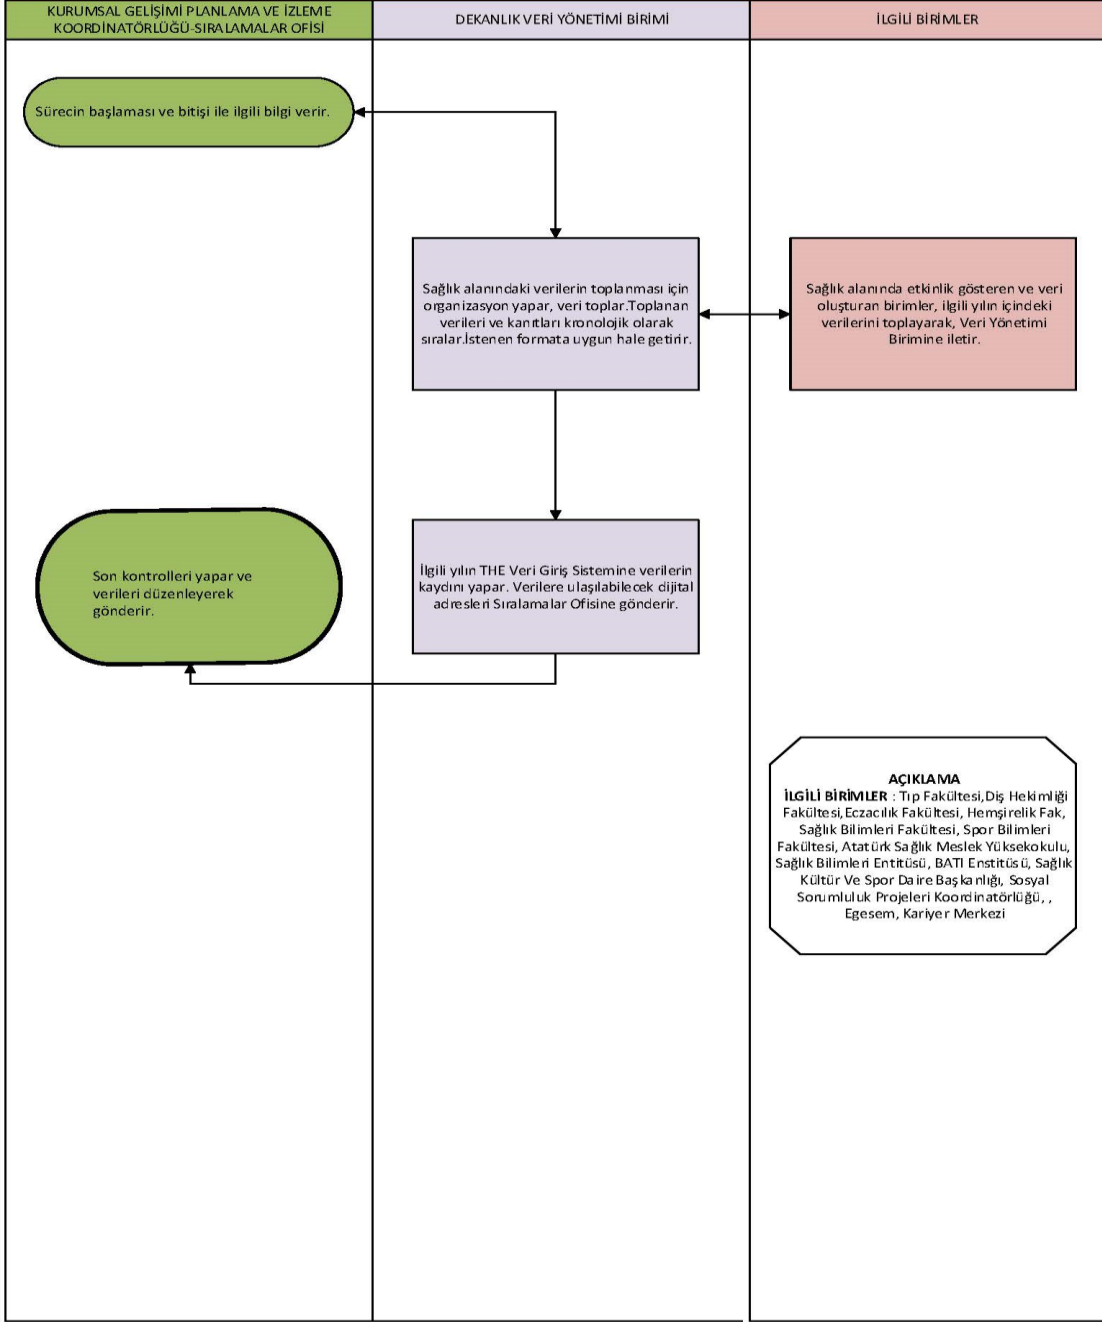 KURUMSAL GELİŞİMİ PLANLAMA VE İZLEME
KOORDİNATÖRLÜĞÜ-SIRALAMALAR OFİSİ
DEKANLIK VERİ YÖNETİMİ BİRİMİ
İLGİLİ BİRİMLER
Sürecin başlaması ve bitişi ile ilgili bilgi verir.
Sağlık alanındaki verilerin toplanması için
organizasyon yapar, veri toplar.Toplanan
verileri ve kanıtları kronolojik olarak
sıralar.İstenen formata uygun hale getirir.
Sağlık alanında etkinlik gösteren ve veri
oluşturan birimler, ilgili yılın içindeki
verilerini toplayarak, Veri Yönetimi
Birimine iletir.
Son kontrolleri yapar ve
verileri düzenleyerek
gönderir.
İlgili yılın THE Veri Giriş Sistemine verilerin
kaydını yapar. Verilere ulaşılabilecek dijital
adresleri Sıralamalar Ofisine gönderir.
AÇIKLAMA
İLGİLİ BİRİMLER : Tıp Fakültesi,Diş Hekimliği
Fakültesi,Eczacılık Fakültesi, Hemşirelik Fak,
Sağlık Bilimleri Fakültesi, Spor Bilimleri
Fakültesi, Atatürk Sağlık Meslek Yüksekokulu,
Sağlık Bilimleri Entitüsü, BATI Enstitüsü, Sağlık
Kültür Ve Spor Daire Başkanlığı, Sosyal
Sorumluluk Projeleri Koordinatörlüğü, ,
Egesem, Kariyer Merkezi